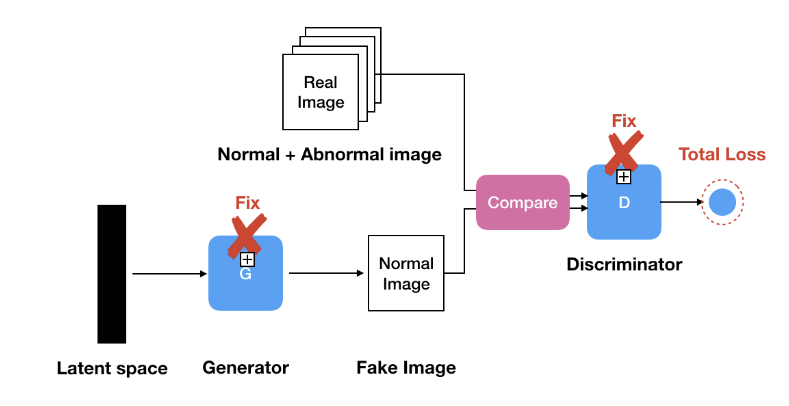 Real
Image
Normal + Abnormal image
Fix
Total Loss
Compare
D
Discriminator
Fix
G
Normal
Image
Latent space
Generator
Fake Image